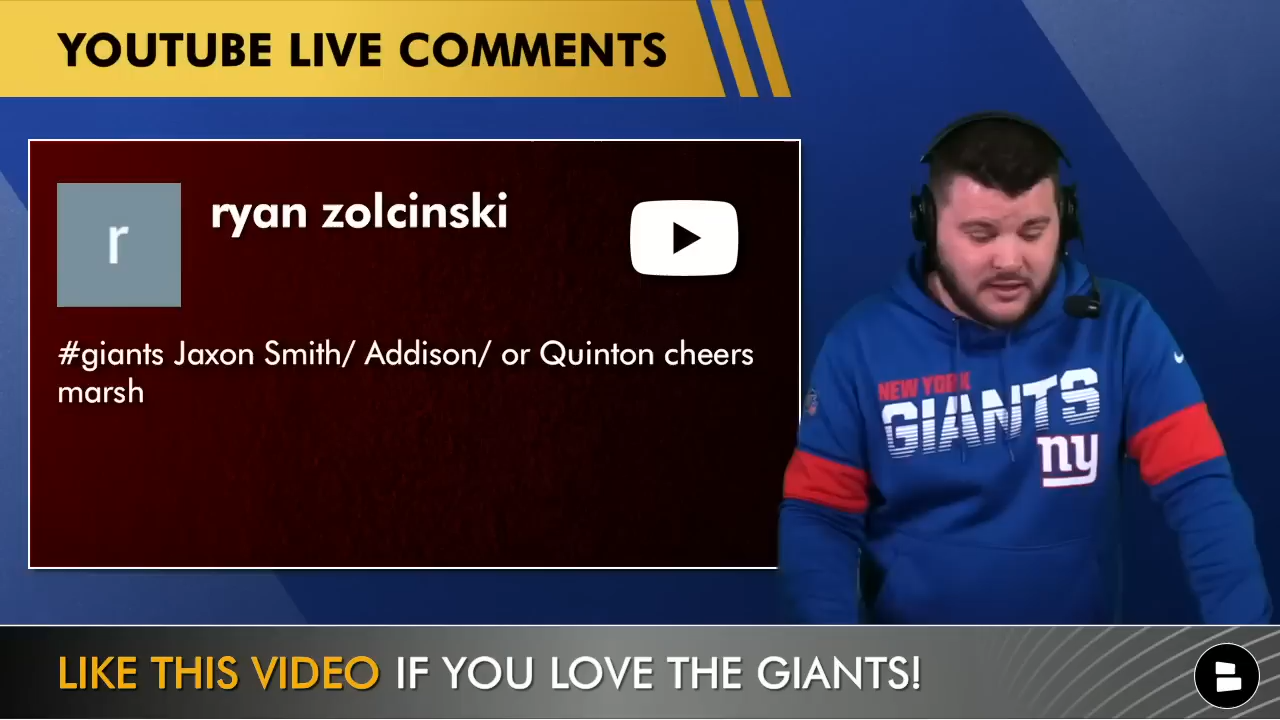 YOUTUBE LIVE COMMENTS
r
ryan zolcinski
#giants Jaxon Smith/ Addison/ or Quinton cheers
marsh
NEW YORK
GIANTS
ny
LIKE THIS VIDEO IF YOU LOVE THE GIANTS!